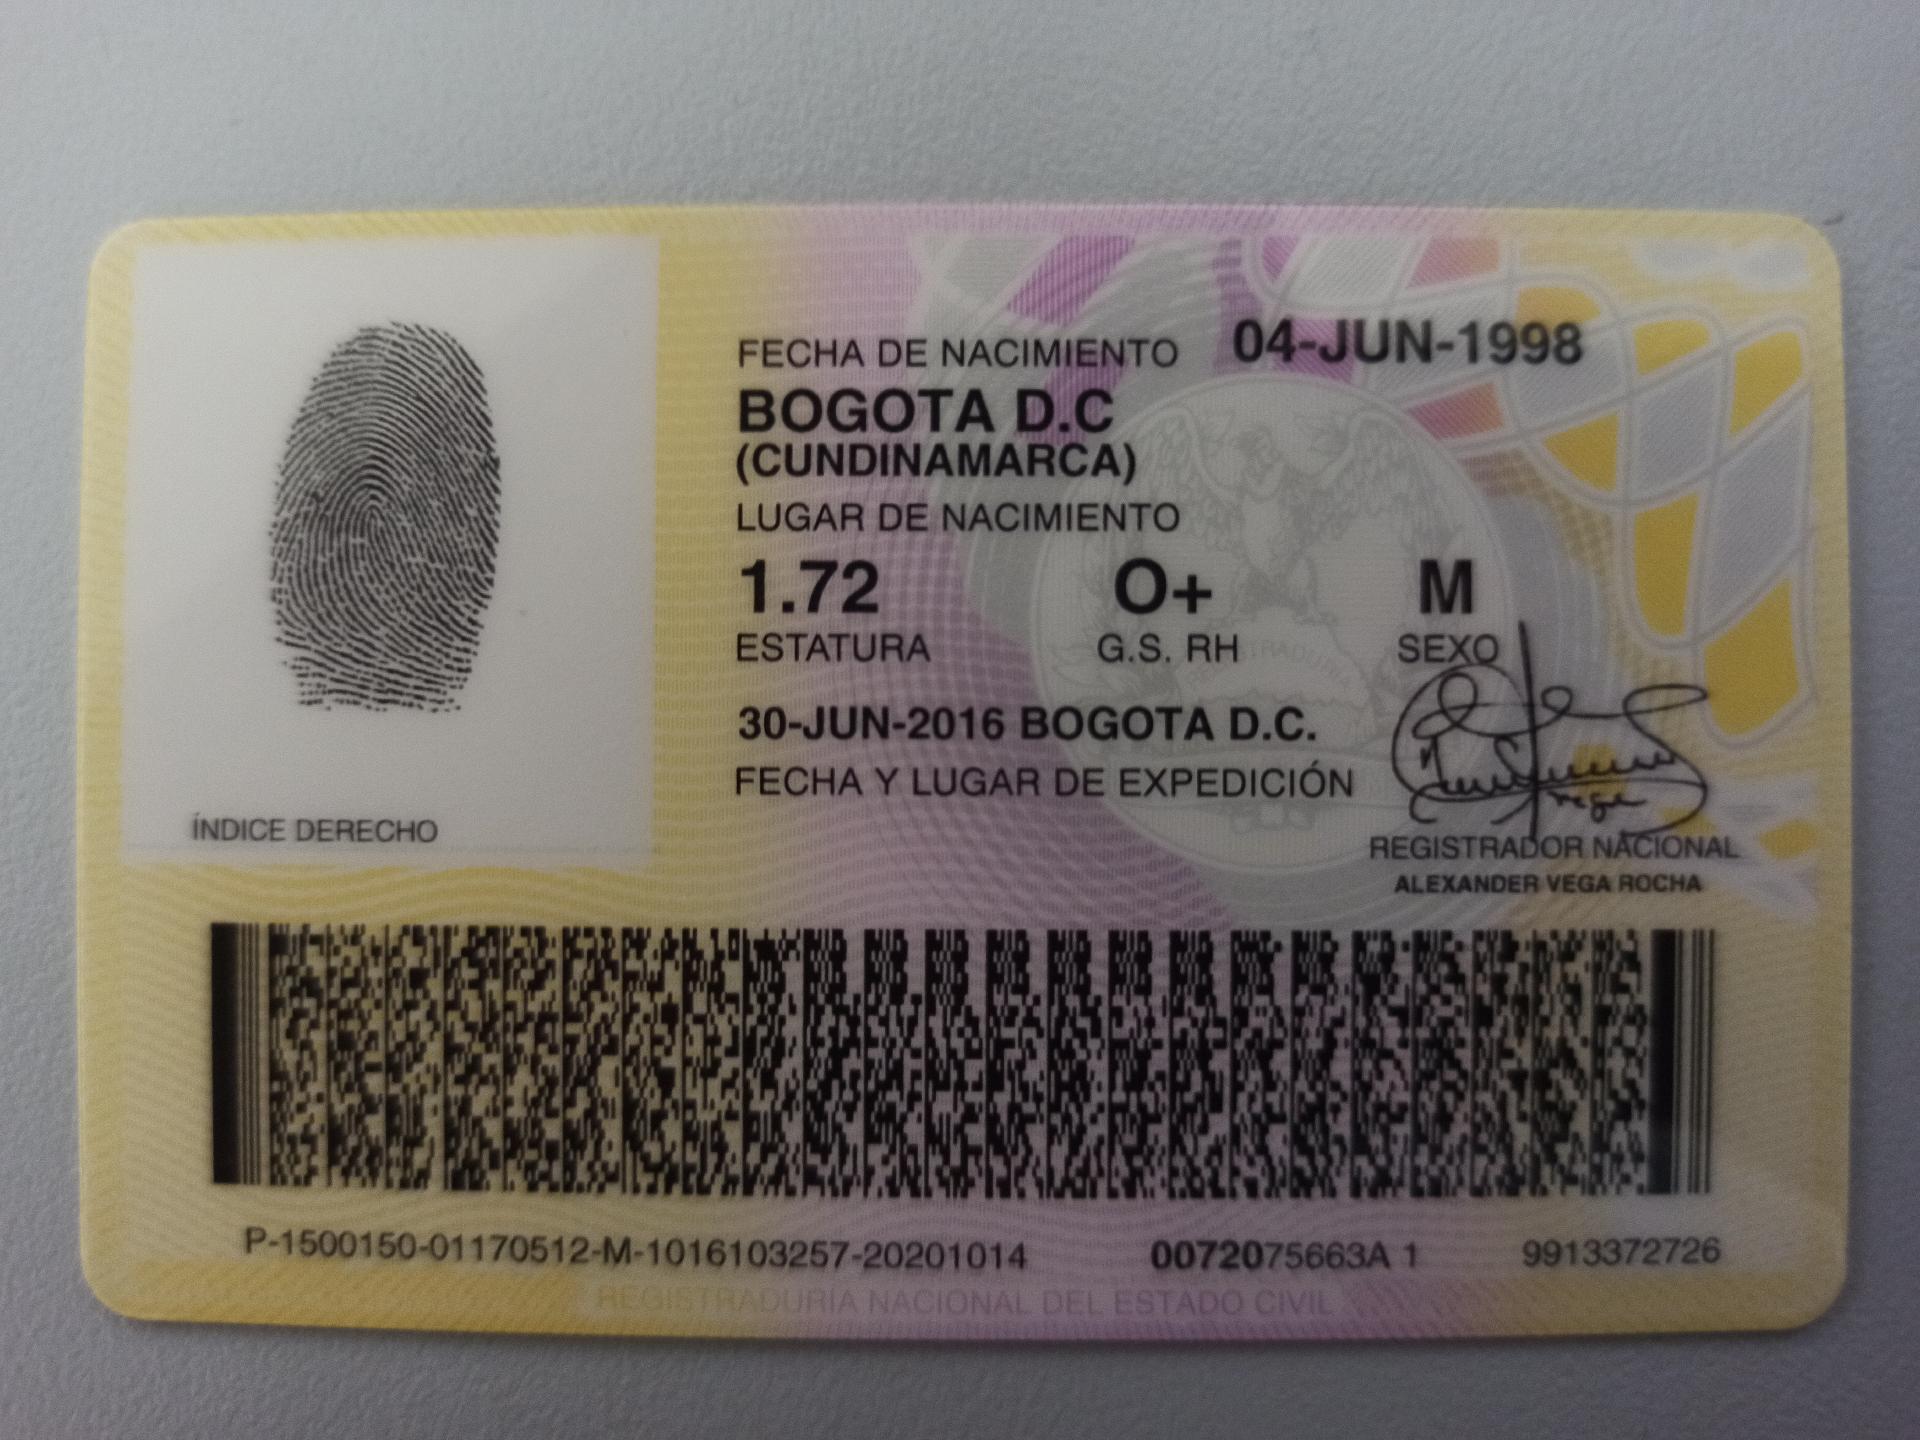 FECHA DE NACIMIENTO 04-JUN-1998
BOGOTA D.C
(CUNDINAMARCA)
LUGAR DE NACIMIENTO
1.72 O+ M
ESTATURA G.S. RH SEXO
30-JUN-2016 BOGOTA D.C.
FECHA Y LUGAR DE EXPEDICIÓN
ÍNDICE DERECHO
REGISTRADOR NACIONAL
ALEXANDER VEGA ROCHA
P-1500150-01170512-M-1016103257-20201014 0072075663A 1 9913372726
REGISTRADURÍA NACIONAL DEL ESTADO CIVIL